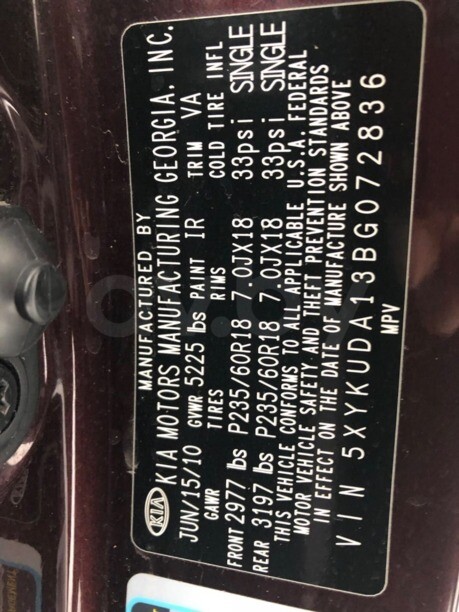 MANUFACTURED BY
KIA KIA MOTORS MANUFACTURING GEORGIA, INC.
JUN/15/10 GVWR 5225 lbs PAINT IR TRIM VA
GAWR TIRES RIMS COLD TIRE INFL
FRONT 2977 lbs P235/60R18 7.0JX18 33psi SINGLE
REAR 3197 lbs P235/60R18 7.0JX18 33psi SINGLE
THIS VEHICLE CONFORMS TO ALL APPLICABLE U.S.A. FEDERAL
MOTOR VEHICLE SAFETY AND THEFT PREVENTION STANDARDS
IN EFFECT ON THE DATE OF MANUFACTURE SHOWN ABOVE
VIN 5XYKUDA13BG072836
MPV